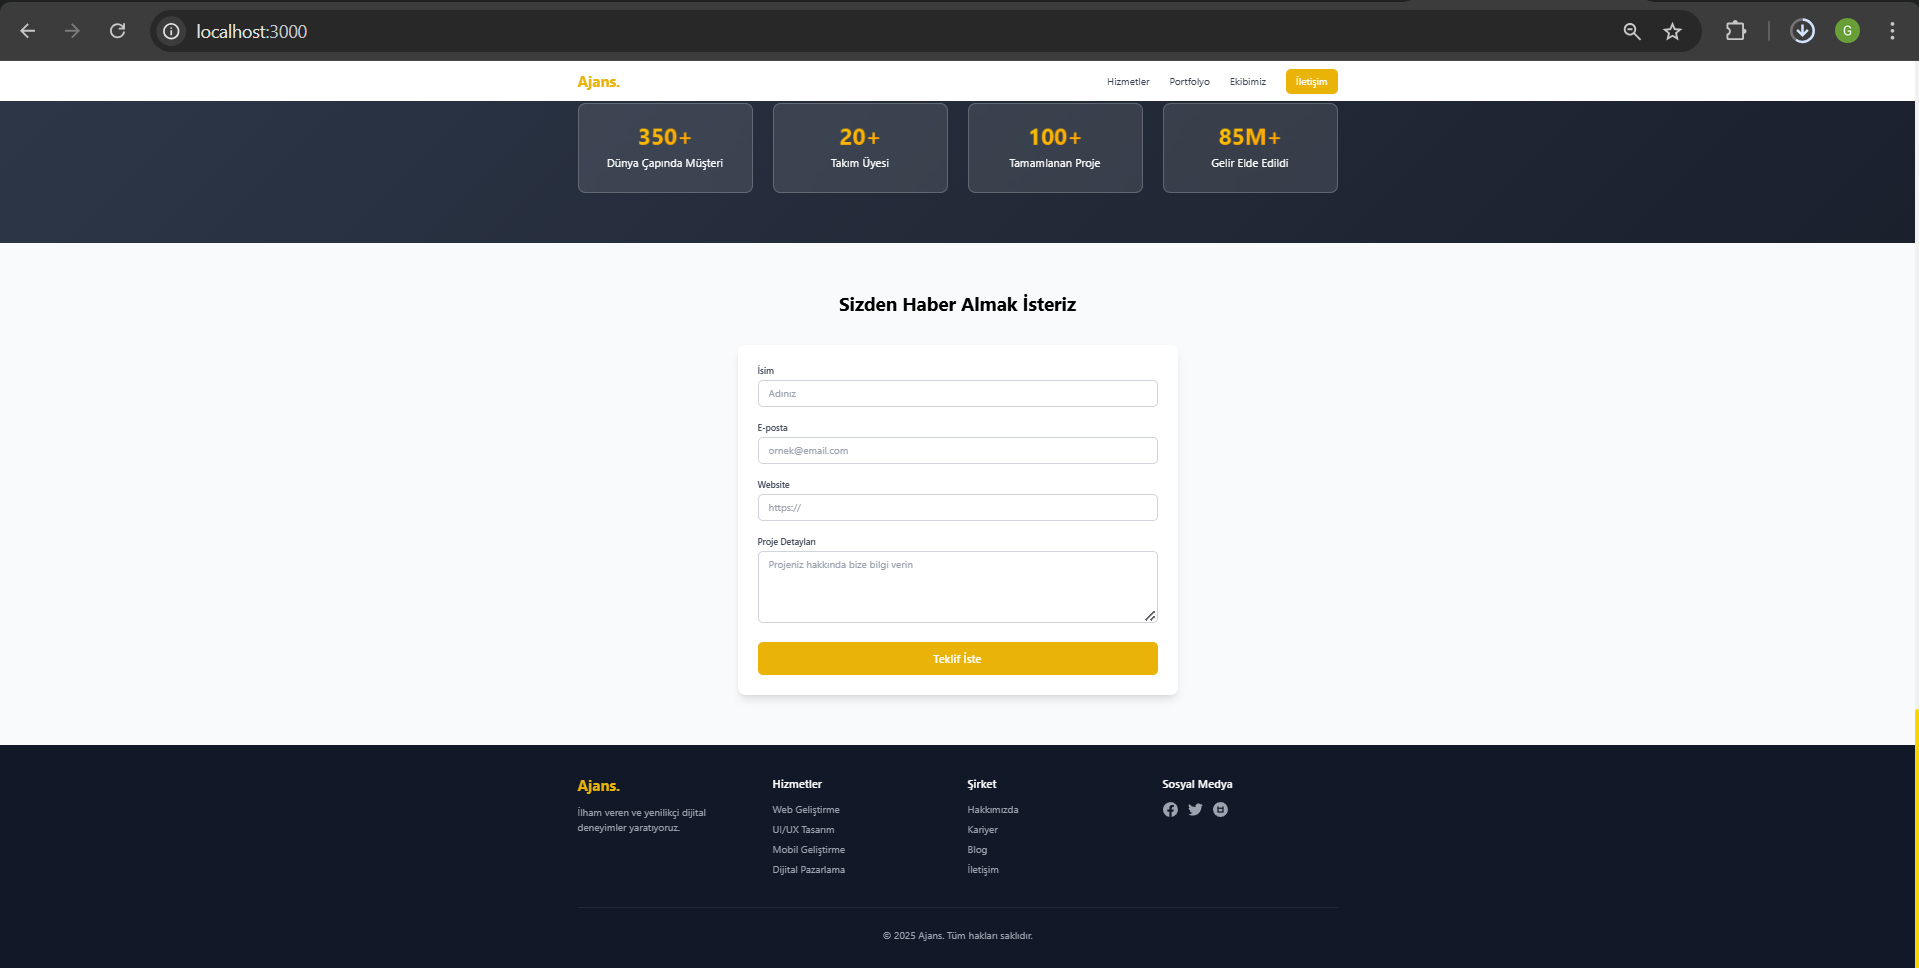 localhost:3000
G
Ajans.
Hizmetler
Portfolyo
Ekibimiz
İletişim
350+
Dünya Çapında Müşteri
20+
Takım Üyesi
100+
Tamamlanan Proje
85M+
Gelir Elde Edildi
Sizden Haber Almak İsteriz
İsim
Adınız
E-posta
ornek@email.com
Website
https://
Proje Detayları
Projeniz hakkında bize bilgi verin
Teklif İste
Ajans.
İlham veren ve yenilikçi dijital
deneyimler yaratıyoruz.
Hizmetler
Web Geliştirme
UI/UX Tasarım
Mobil Geliştirme
Dijital Pazarlama
Şirket
Hakkımızda
Kariyer
Blog
İletişim
Sosyal Medya
© 2025 Ajans. Tüm hakları saklıdır.